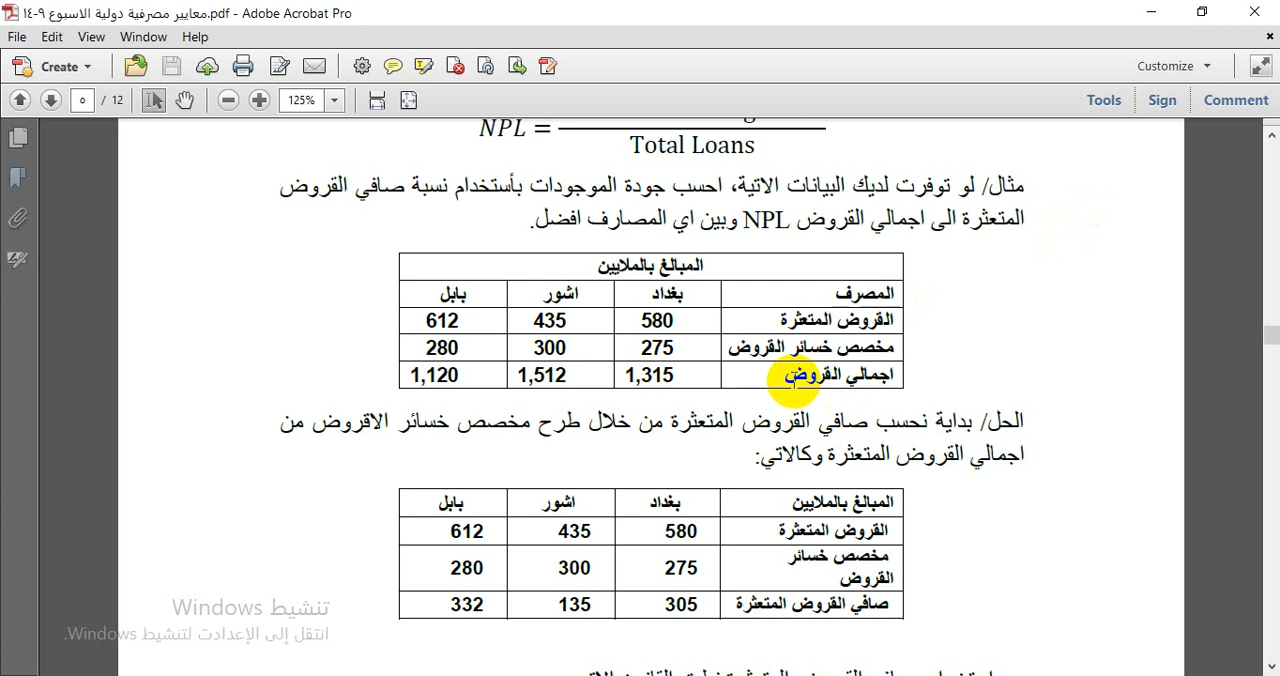 معايير مصرفية دولية الاسبوع ٩-١٤.pdf - Adobe Acrobat Pro
File Edit View Window Help
Create Customize
٥ / 12 125% Tools Sign Comment
NPL =
Total Loans
مثال/ لو توفرت لديك البيانات الاتية، احسب جودة الموجودات بأستخدام نسبة صافي القروض
المتعثرة الى اجمالي القروض NPL وبين اي المصارف افضل.
المبالغ بالملايين
المصرف بغداد اشور بابل
القروض المتعثرة 580 435 612
مخصص خسائر القروض 275 300 280
اجمالي القروض 1,315 1,512 1,120
الحل/ بداية نحسب صافي القروض المتعثرة من خلال طرح مخصص خسائر الاقروض من
اجمالي القروض المتعثرة وكالاتي:
المبالغ بالملايين بغداد اشور بابل
القروض المتعثرة 580 435 612
مخصص خسائر
القروض 275 300 280
صافي القروض المتعثرة 305 135 332
تنشيط Windows
انتقل إلى الإعدادت لتنشيط Windows.